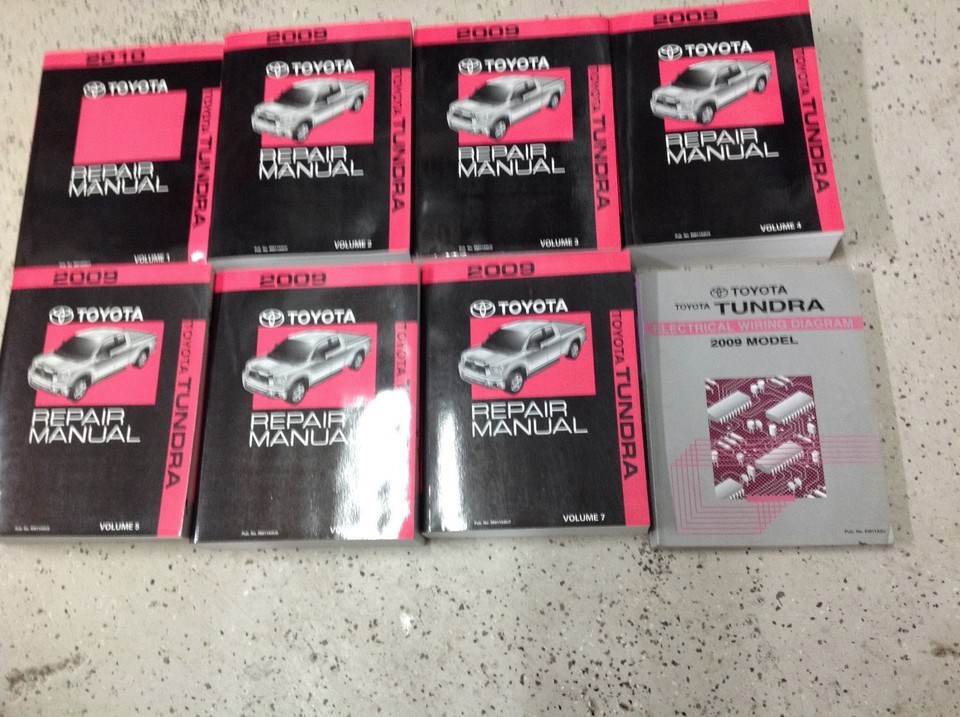 2010
TOYOTA
REPAIR
MANUAL
TOYOTA TUNDRA
VOLUME 1
2009
TOYOTA
REPAIR
MANUAL
TOYOTA TUNDRA
VOLUME 2
2009
TOYOTA
REPAIR
MANUAL
TOYOTA TUNDRA
VOLUME 3
2009
TOYOTA
REPAIR
MANUAL
TOYOTA TUNDRA
VOLUME 4
2009
TOYOTA
REPAIR
MANUAL
TOYOTA TUNDRA
VOLUME 5
2009
TOYOTA
REPAIR
MANUAL
TOYOTA
2009
TOYOTA
REPAIR
MANUAL
TOYOTA TUNDRA
VOLUME 7
TOYOTA
TOYOTA TUNDRA
ELECTRICAL WIRING DIAGRAM
2009 MODEL
Pub. No.